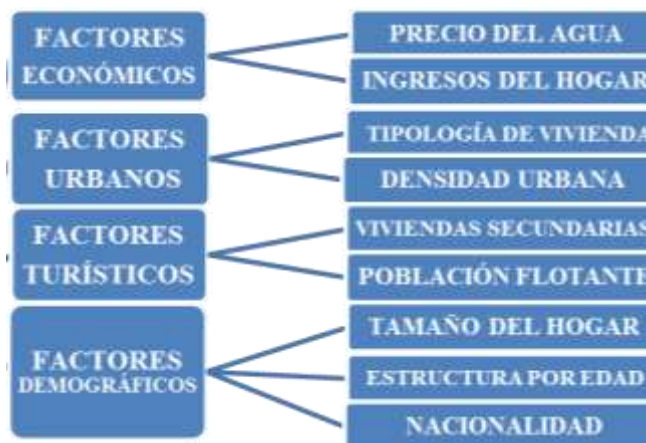 FACTORES
ECONÓMICOS
PRECIO DEL AGUA
INGRESOS DEL HOGAR
FACTORES
URBANOS
TIPOLOGÍA DE VIVIENDA
DENSIDAD URBANA
FACTORES
TURÍSTICOS
VIVIENDAS SECUNDARIAS
POBLACIÓN FLOTANTE
FACTORES
DEMOGRÁFICOS
TAMAÑO DEL HOGAR
ESTRUCTURA POR EDAD
NACIONALIDAD